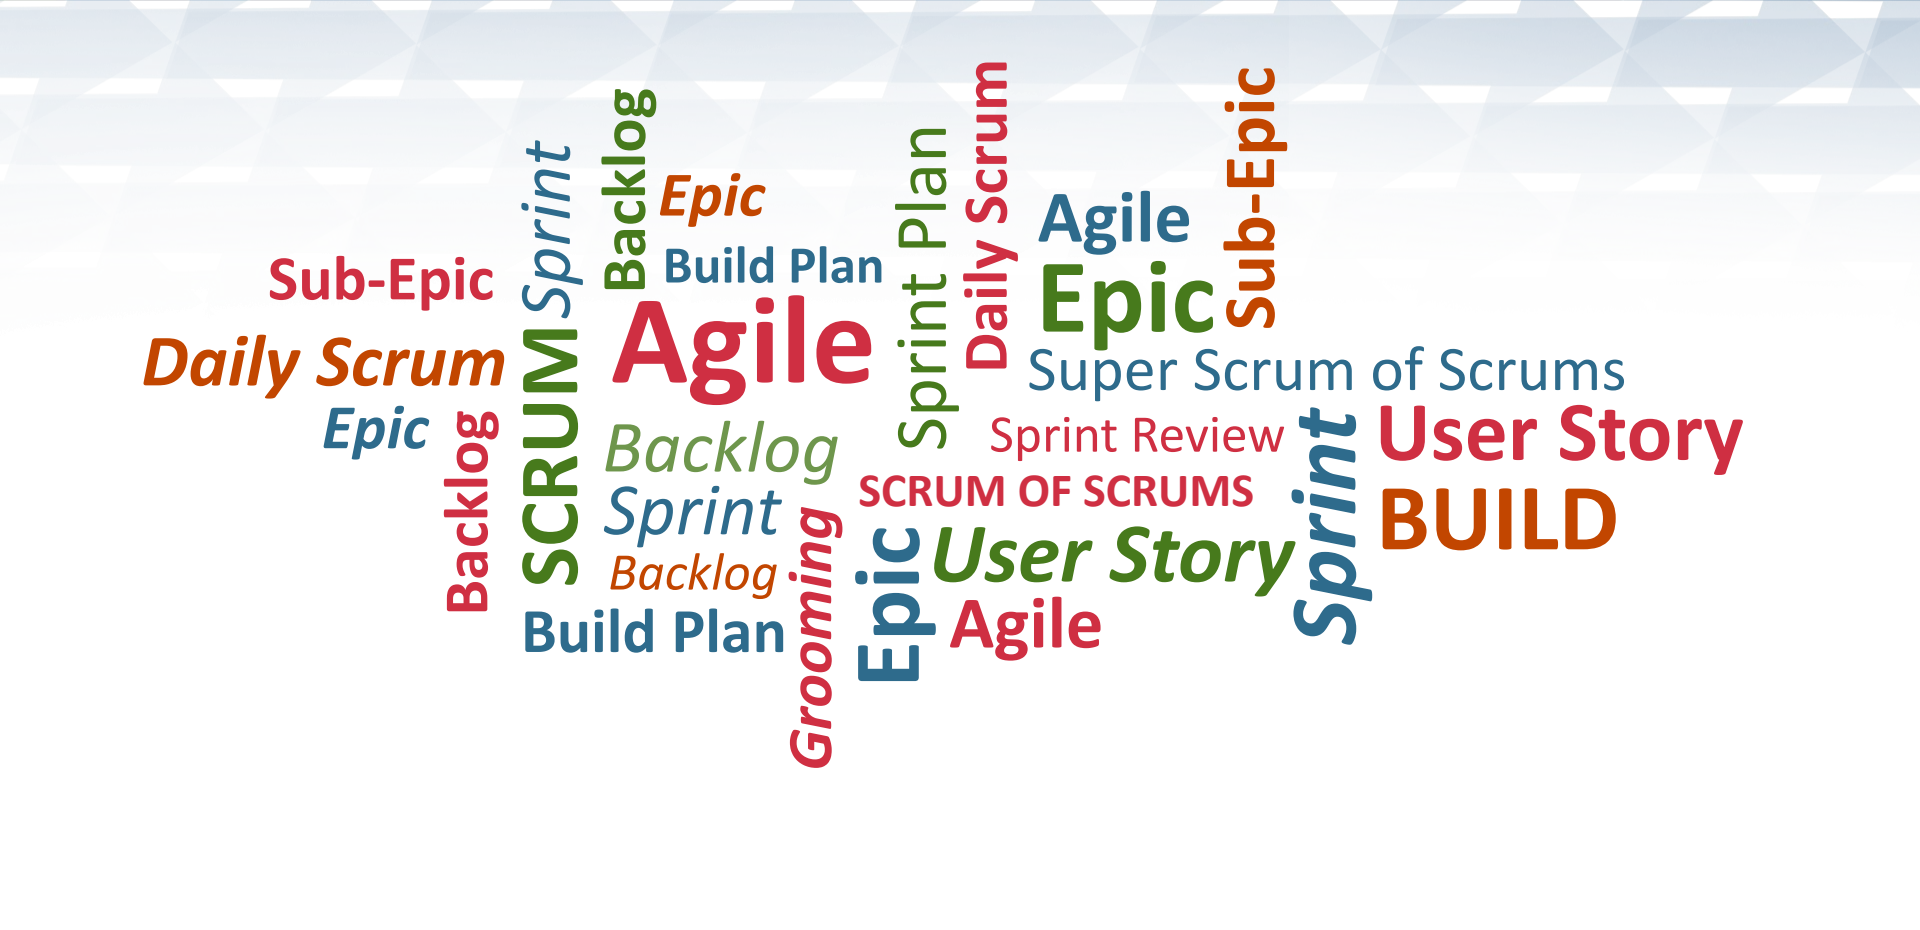 Sub-Epic
Daily Scrum
Epic
Backlog
Sprint
SCRUM
Backlog
Epic
Build Plan
Agile
Backlog
Sprint
Backlog
Build Plan
Grooming
Sprint Plan
Daily Scrum
Agile
Epic
Sub-Epic
Super Scrum of Scrums
Sprint Review
SCRUM OF SCRUMS
Epic
User Story
Agile
Sprint
User Story
BUILD